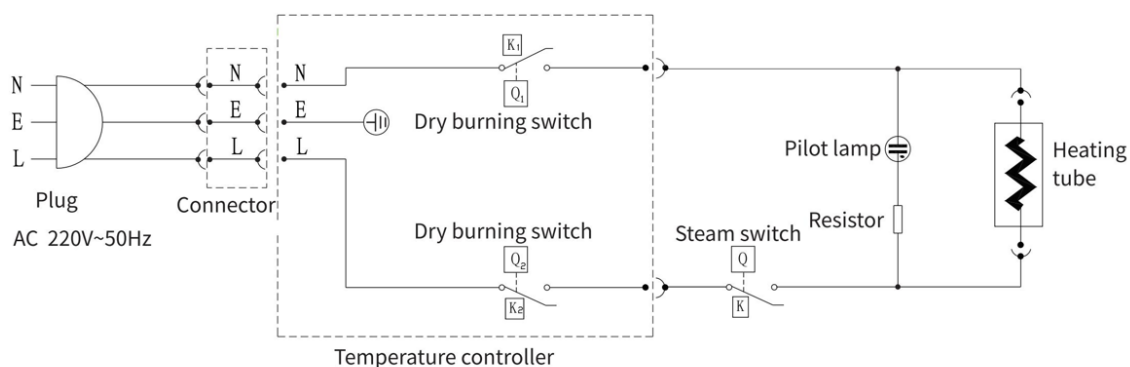 N
E
L
Plug
AC 220V~50Hz
N
E
L
Connector
N
E
L
K₁
Q₁
Dry burning switch
Dry burning switch
Q₂
K₂
Temperature controller
Steam switch
Q
K
Pilot lamp
Resistor
Heating
tube